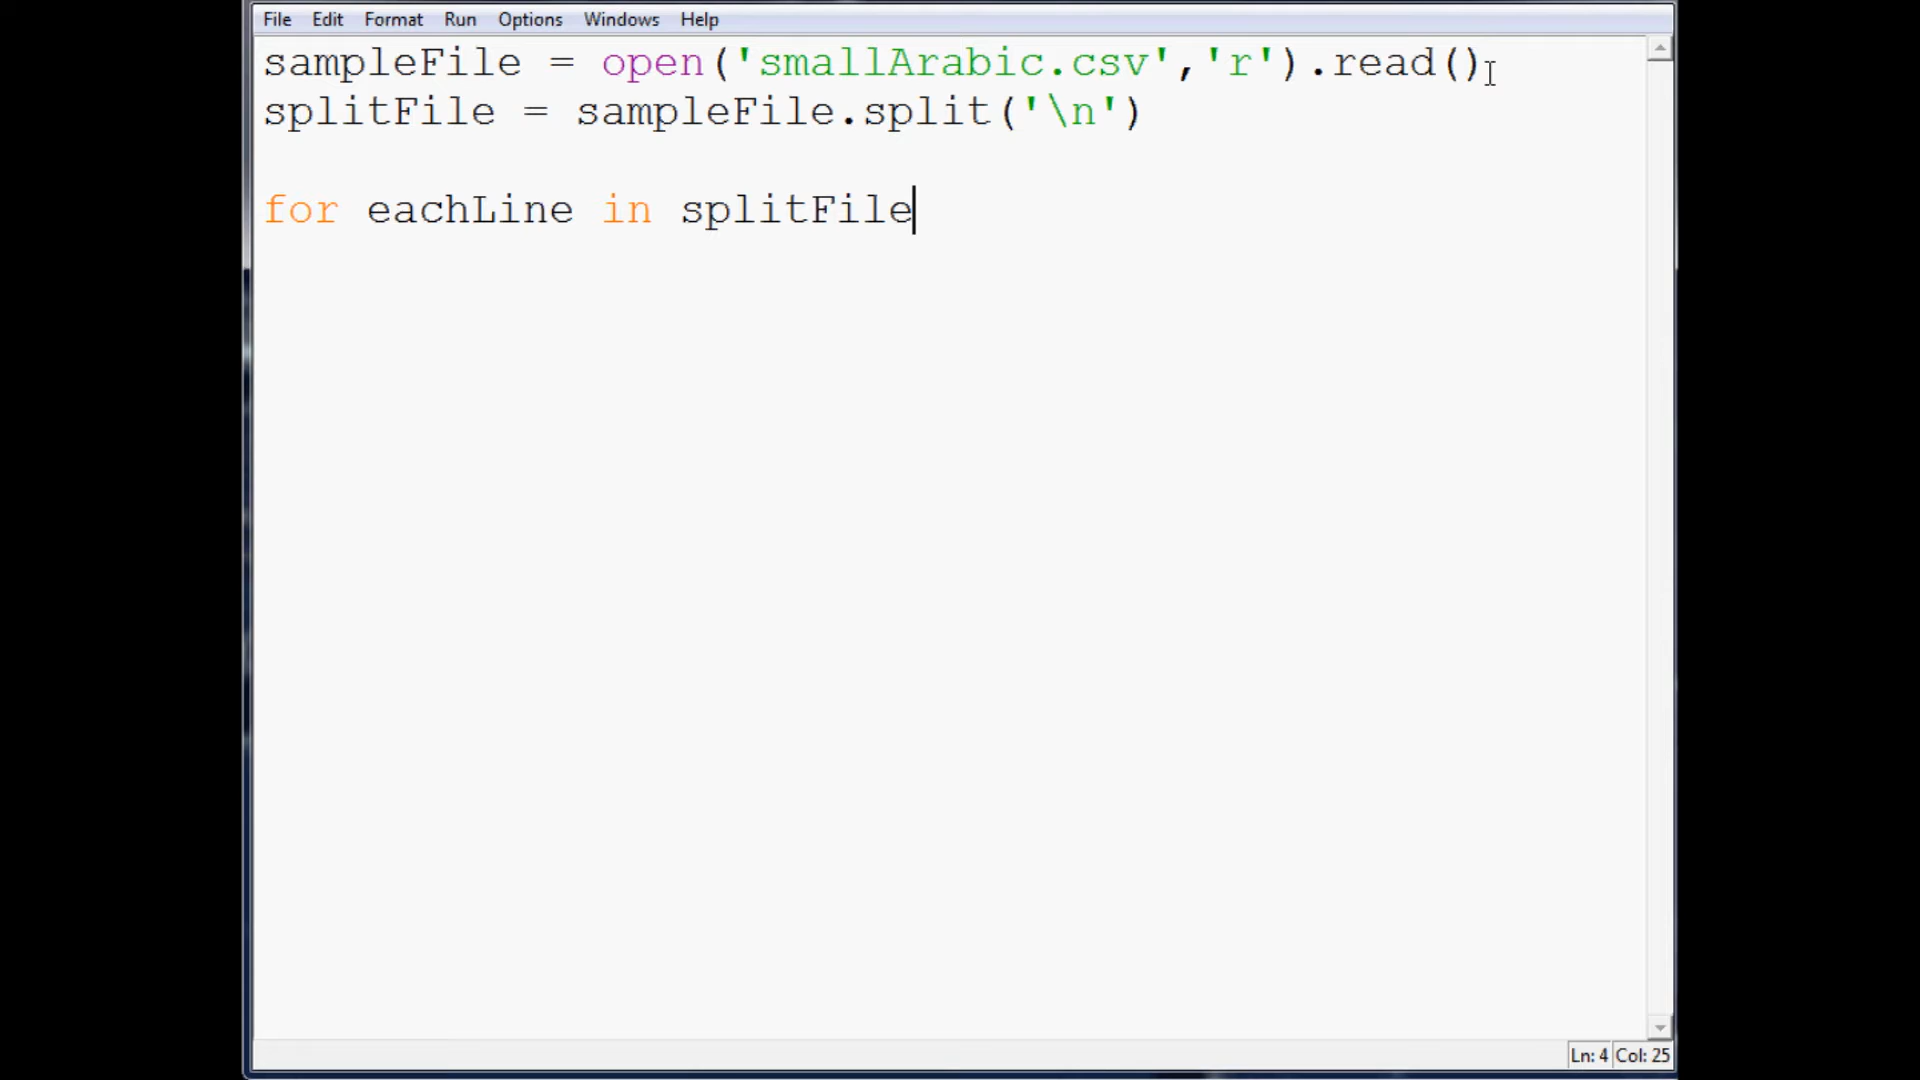 File Edit Format Run Options Windows Help
sampleFile = open('smallArabic.csv','r').read()
splitFile = sampleFile.split('\n')
for eachLine in splitFile
Ln: 4 Col: 25